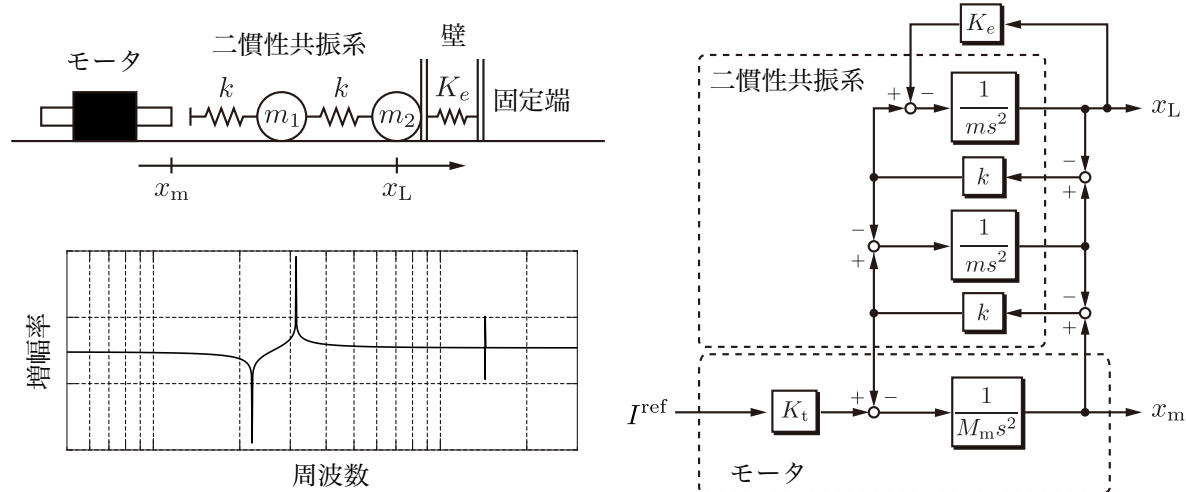 モータ
二慣性共振系
壁
k
m1
k
m2
Ke
固定端
xm
xL
増幅率
周波数
Ke
二慣性共振系
+
−
1
ms²
xL
−
+
k
−
+
1
ms²
−
+
k
Iref
Kt
+
−
1
Mms²
xm
モータ